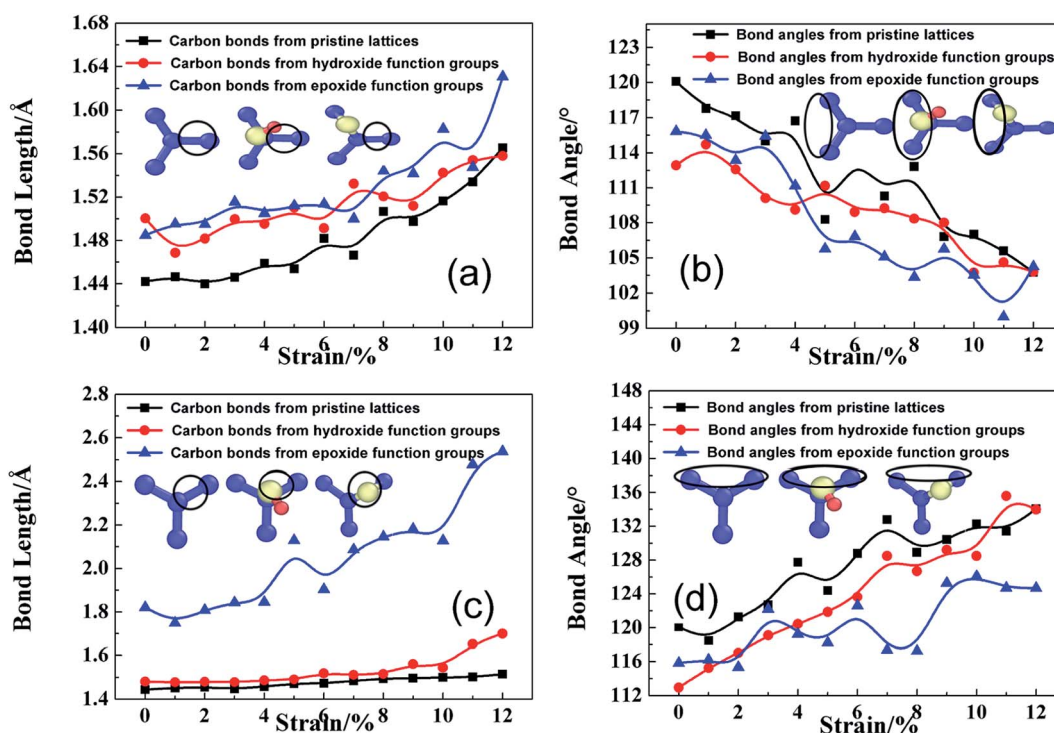 1.68
1.64
1.60
1.56
1.52
1.48
1.44
1.40
Bond Length/Å
Carbon bonds from pristine lattices
Carbon bonds from hydroxide function groups
Carbon bonds from epoxide function groups
(a)
0 2 4 6 8 10 12
Strain/%
123
120
117
114
111
108
105
102
99
Bond Angle/°
Bond angles from pristine lattices
Bond angles from hydroxide function groups
Bond angles from epoxide function groups
(b)
0 2 4 6 8 10 12
Strain/%
2.8
2.6
2.4
2.2
2.0
1.8
1.6
1.4
Bond Length/Å
Carbon bonds from pristine lattices
Carbon bonds from hydroxide function groups
Carbon bonds from epoxide function groups
(c)
0 2 4 6 8 10 12
Strain/%
148
144
140
136
132
128
124
120
116
112
Bond Angle/°
Bond angles from pristine lattices
Bond angles from hydroxide function groups
Bond angles from epoxide function groups
(d)
0 2 4 6 8 10 12
Strain/%